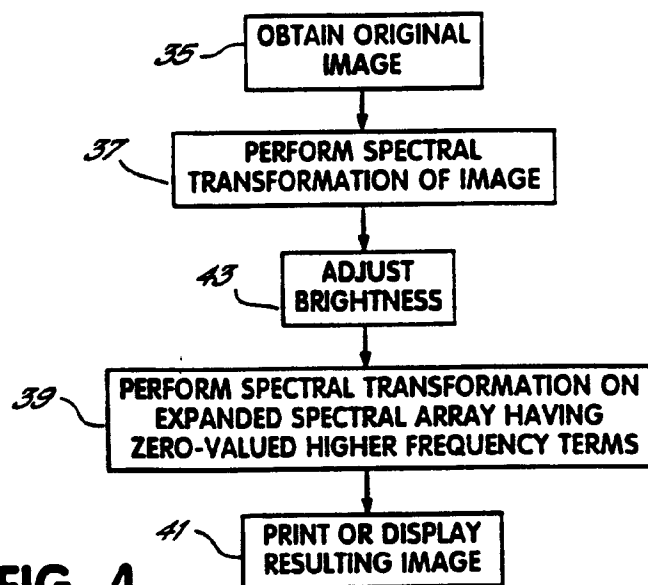 35
OBTAIN ORIGINAL
IMAGE
37
PERFORM SPECTRAL
TRANSFORMATION OF IMAGE
43
ADJUST
BRIGHTNESS
39
PERFORM SPECTRAL TRANSFORMATION ON
EXPANDED SPECTRAL ARRAY HAVING
ZERO-VALUED HIGHER FREQUENCY TERMS
41
PRINT OR DISPLAY
RESULTING IMAGE
FIG. 4